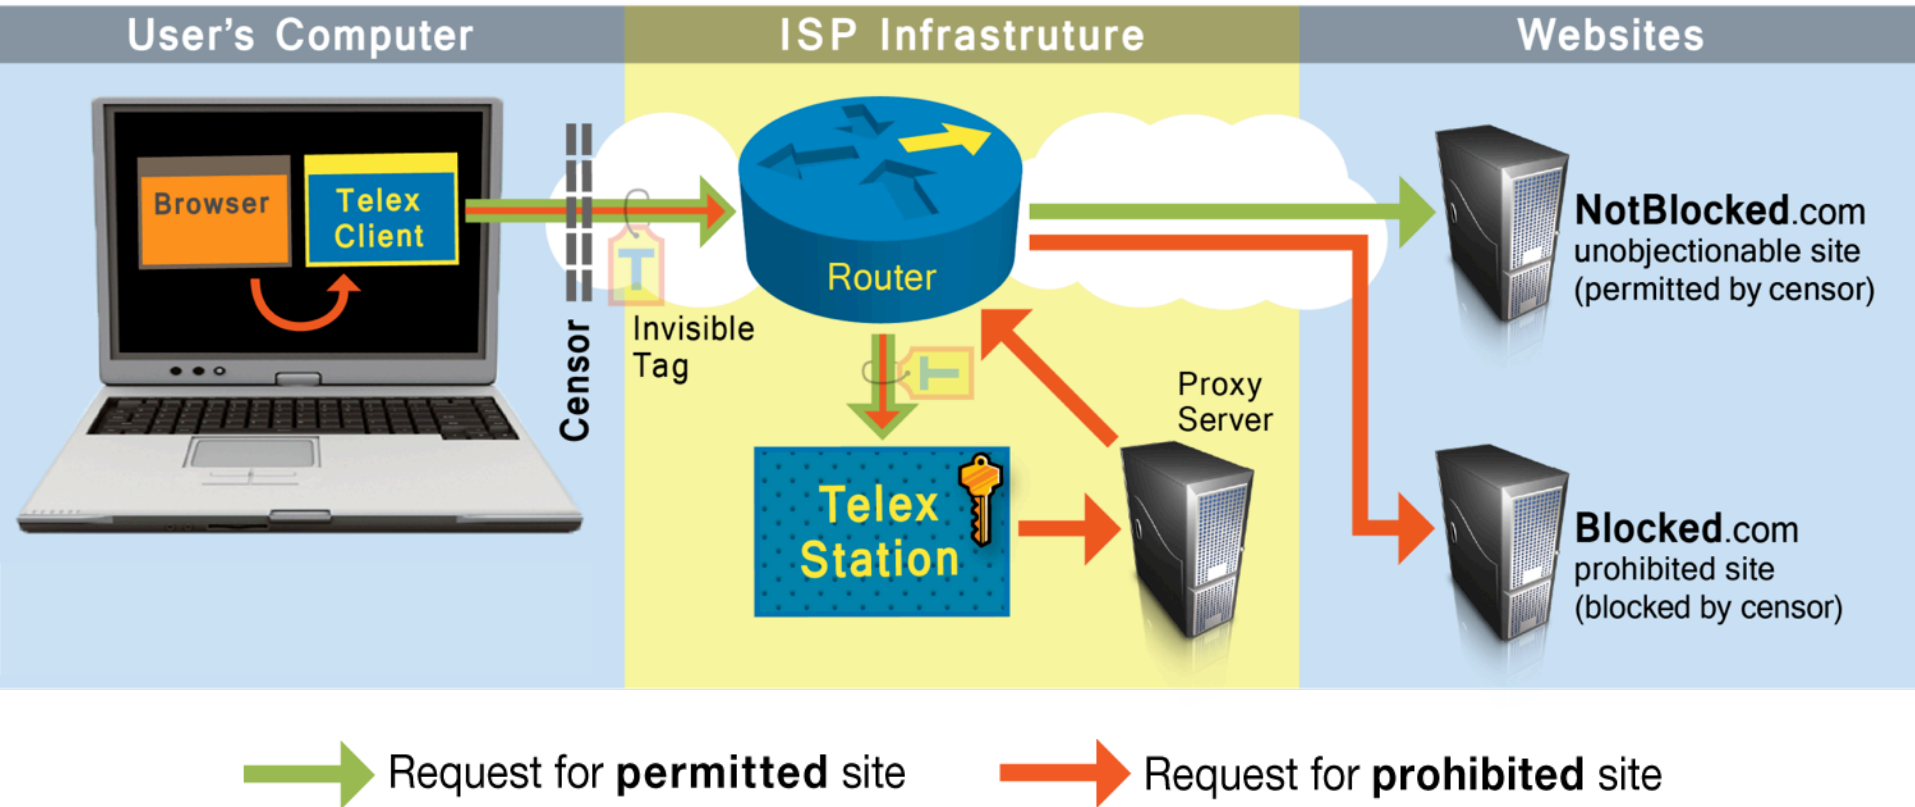 User's Computer
ISP Infrastruture
Websites
Browser
Telex
Client
Censor
T
Invisible
Tag
Router
T
Telex
Station
Proxy
Server
NotBlocked.com
unobjectionable site
(permitted by censor)
Blocked.com
prohibited site
(blocked by censor)
Request for permitted site
Request for prohibited site